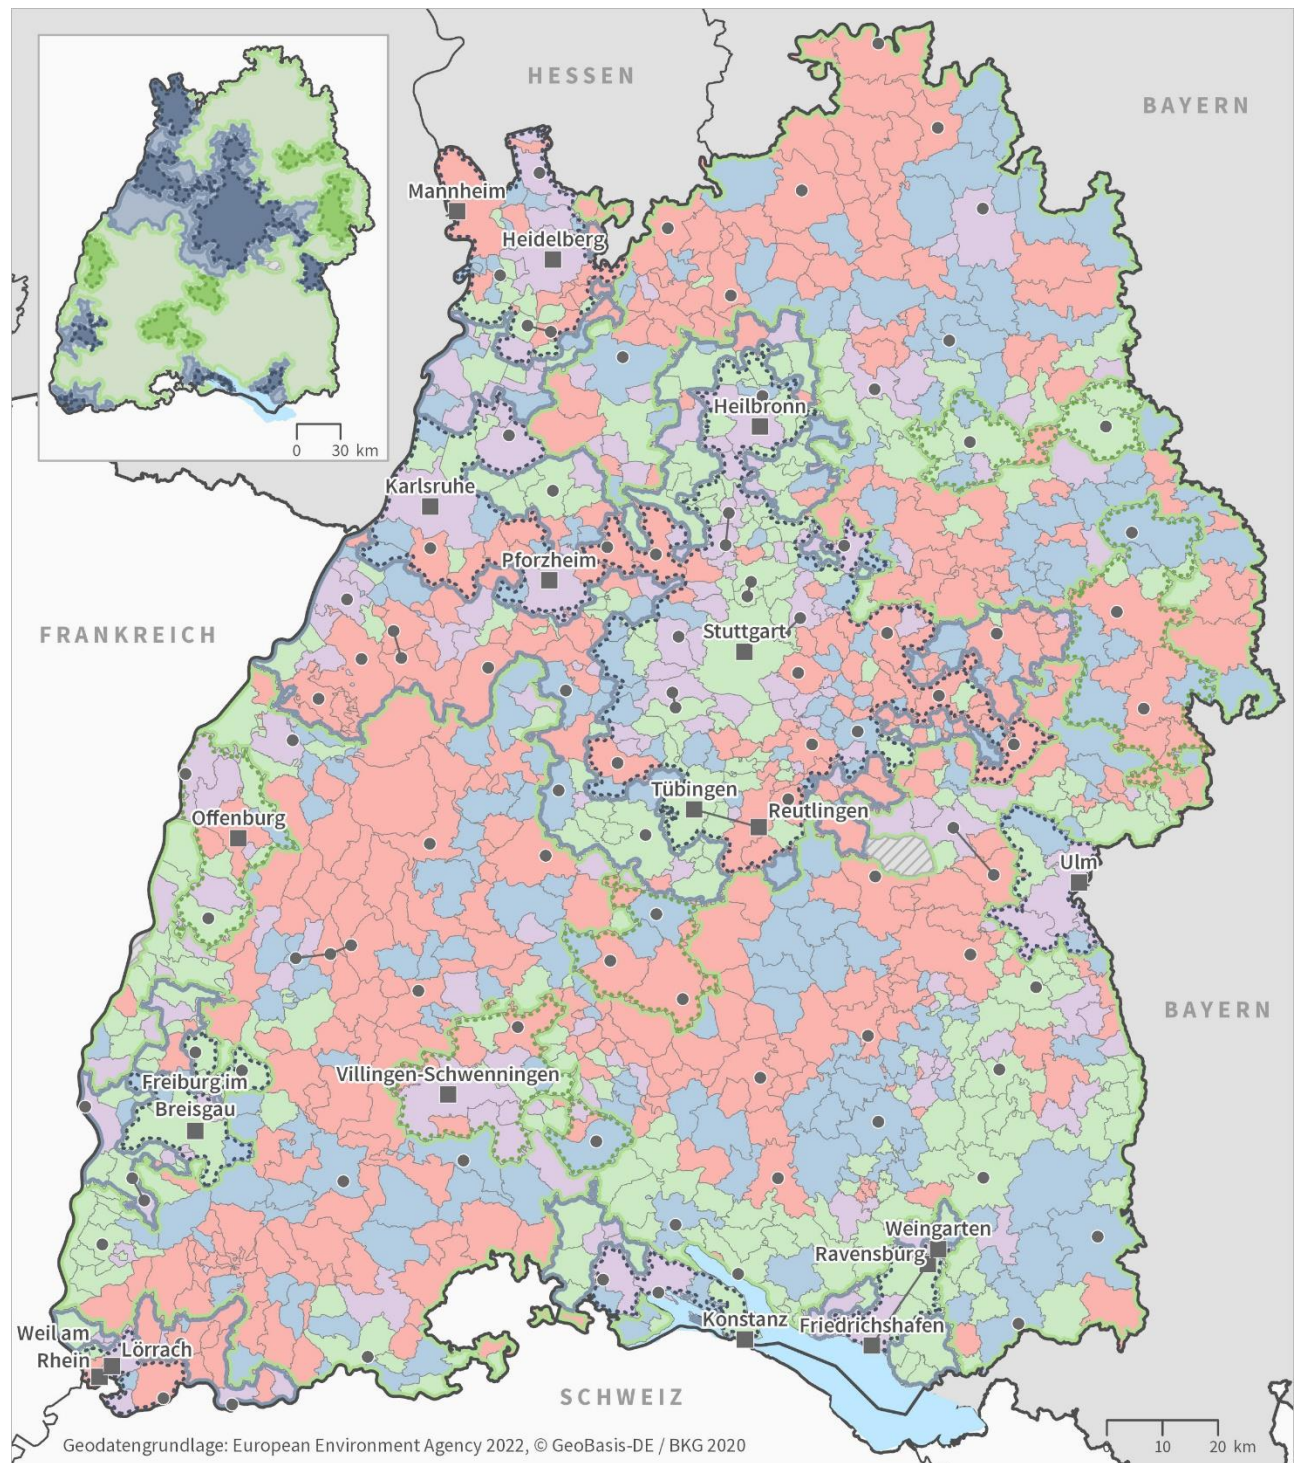 HESSEN
BAYERN
Mannheim
Heidelberg
0 30 km
Heilbronn
Karlsruhe
Pforzheim
FRANKREICH
Stuttgart
Tübingen
Reutlingen
Offenburg
Ulm
BAYERN
Villingen-Schwenningen
Freiburg im
Breisgau
Weingarten
Ravensburg
Konstanz
Friedrichshafen
Weil am
Rhein
Lörrach
SCHWEIZ
Geodatengrundlage: European Environment Agency 2022, © GeoBasis-DE / BKG 2020
10 20 km